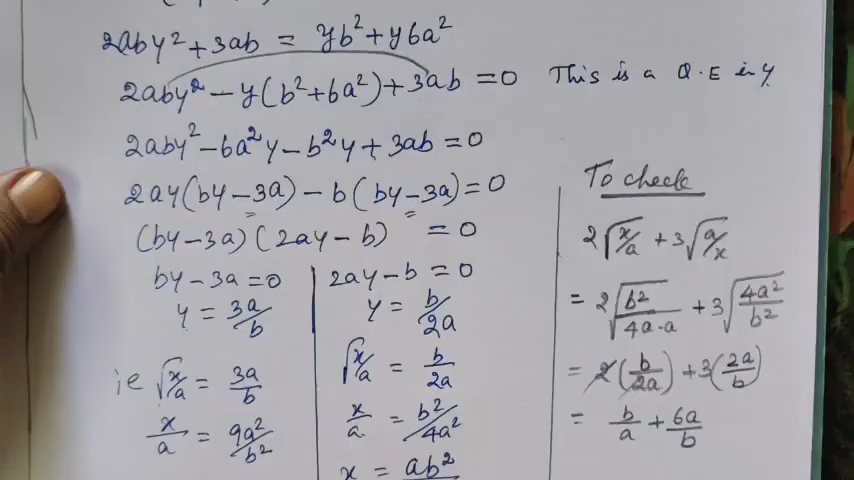 2aby² + 3ab = yb² + y6a²
2aby² − y(b² + 6a²) + 3ab = 0 This is a Q.E in y
2aby² − 6a²y − b²y + 3ab = 0
2ay(by − 3a) − b(by − 3a) = 0
(by − 3a)(2ay − b) = 0
by − 3a = 0
y = 3a/b
ie √x/a = 3a/b
x/a = 9a²/b²
2ay − b = 0
y = b/2a
√x/a = b/2a
x/a = b²/4a²
x = ab²
To check
2√x/a + 3√a/x
= 2√b²/4a·a + 3√4a²/b²
= 2(b/2a) + 3(2a/b)
= b/a + 6a/b